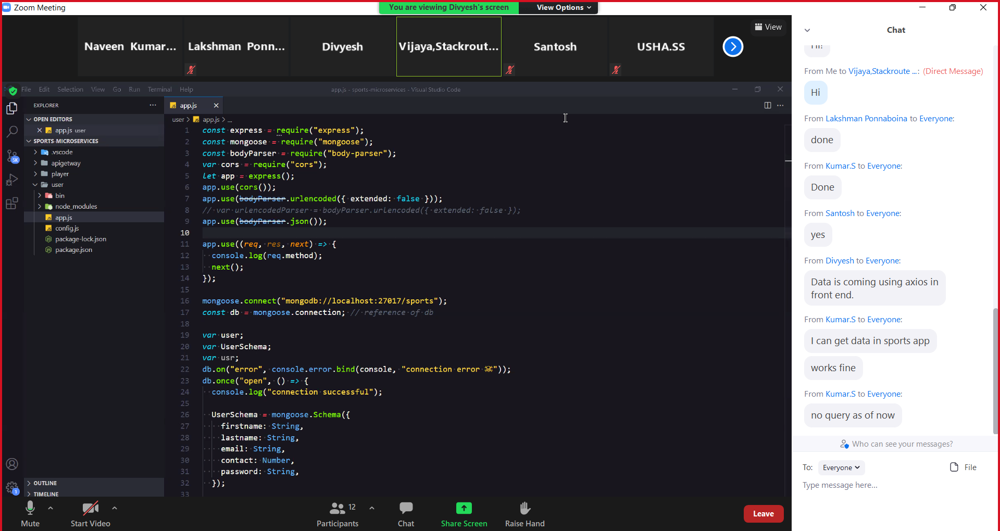 Zoom Meeting
You are viewing Divyesh's screen
View Options
View
Naveen Kumar...
Lakshman Ponn...
Divyesh
Vijaya,Stackrout...
Santosh
USHA.SS
File Edit Selection View Go Run Terminal Help
app.js - sports-microservices - Visual Studio Code
EXPLORER
OPEN EDITORS
app.js user
SPORTS-MICROSERVICES
.vscode
apigetway
player
user
bin
node_modules
app.js
config.js
package-lock.json
package.json
OUTLINE
TIMELINE
5K
1
app.js
user > app.js > ...
1 const express = require("express");
2 const mongoose = require("mongoose");
3 const bodyParser = require("body-parser");
4 var cors = require("cors");
5 let app = express();
6 app.use(cors());
7 app.use(bodyParser.urlencoded({ extended: false }));
8 // var urlencodedParser = bodyParser.urlencoded({ extended: false });
9 app.use(bodyParser.json());
10
11 app.use((req, res, next) => {
12 console.log(req.method);
13 next();
14 });
15
16 mongoose.connect("mongodb://localhost:27017/sports");
17 const db = mongoose.connection; // reference of db
18
19 var user;
20 var UserSchema;
21 var usr;
22 db.on("error", console.error.bind(console, "connection error ☠"));
23 db.once("open", () => {
24 console.log("connection successful");
25
26 UserSchema = mongoose.Schema({
27 firstname: String,
28 lastname: String,
29 email: String,
30 contact: Number,
31 password: String,
32 });
33
Mute
Start Video
12
Participants
Chat
Share Screen
Raise Hand
Leave
Chat
Hi!
From Me to Vijaya,Stackroute ...: (Direct Message)
Hi
From Lakshman Ponnaboina to Everyone:
done
From Kumar.S to Everyone:
Done
From Santosh to Everyone:
yes
From Divyesh to Everyone:
Data is coming using axios in
front end.
From Kumar.S to Everyone:
I can get data in sports app
works fine
From Kumar.S to Everyone:
no query as of now
Who can see your messages?
To: Everyone
File
Type message here...